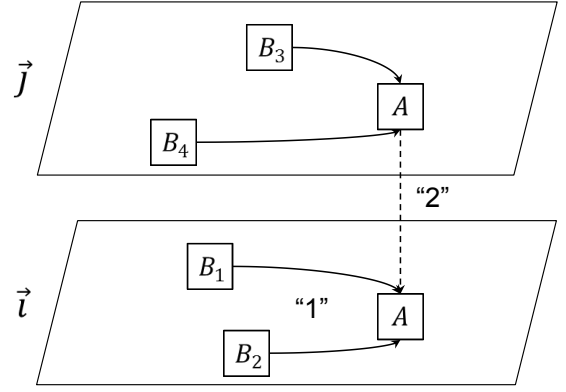 B₃
A
j⃗
B₄
“2”
B₁
“1”
A
i⃗
B₂